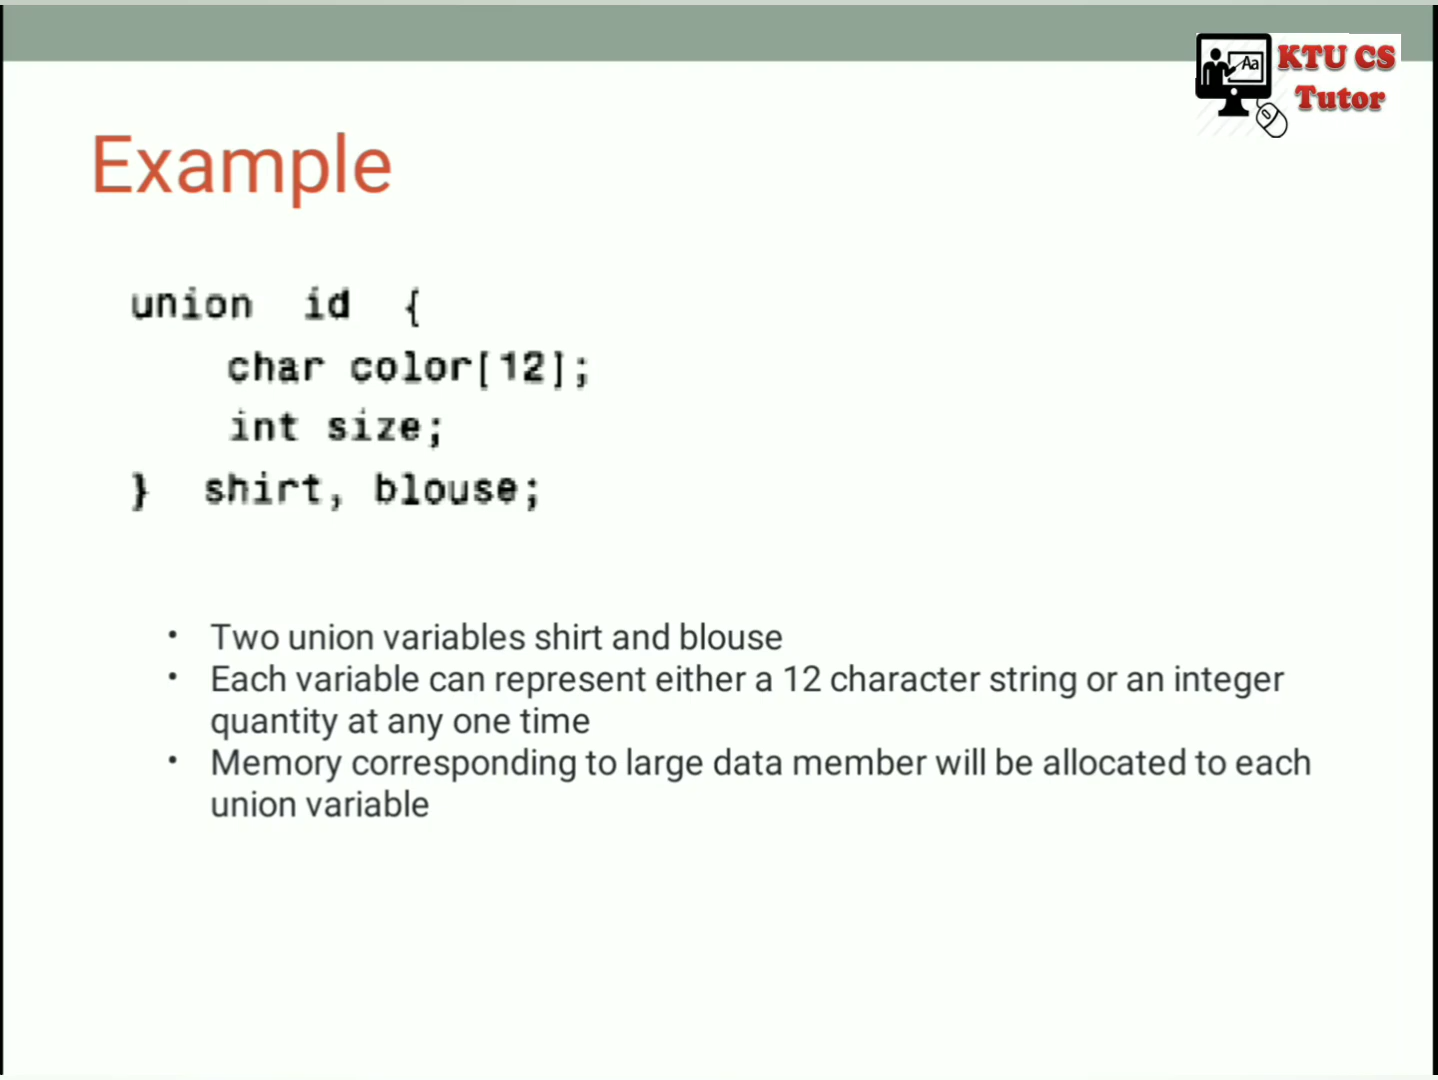 KTU CS
Tutor
Aa
Example
union id {
char color[12];
int size;
} shirt, blouse;
• Two union variables shirt and blouse
• Each variable can represent either a 12 character string or an integer
quantity at any one time
• Memory corresponding to large data member will be allocated to each
union variable